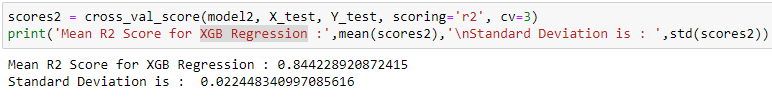 scores2 = cross_val_score(model2, X_test, Y_test, scoring='r2', cv=3)
print('Mean R2 Score for XGB Regression :',mean(scores2),'\nStandard Deviation is : ',std(scores2))
Mean R2 Score for XGB Regression : 0.844228920872415
Standard Deviation is :  0.022448340997085616